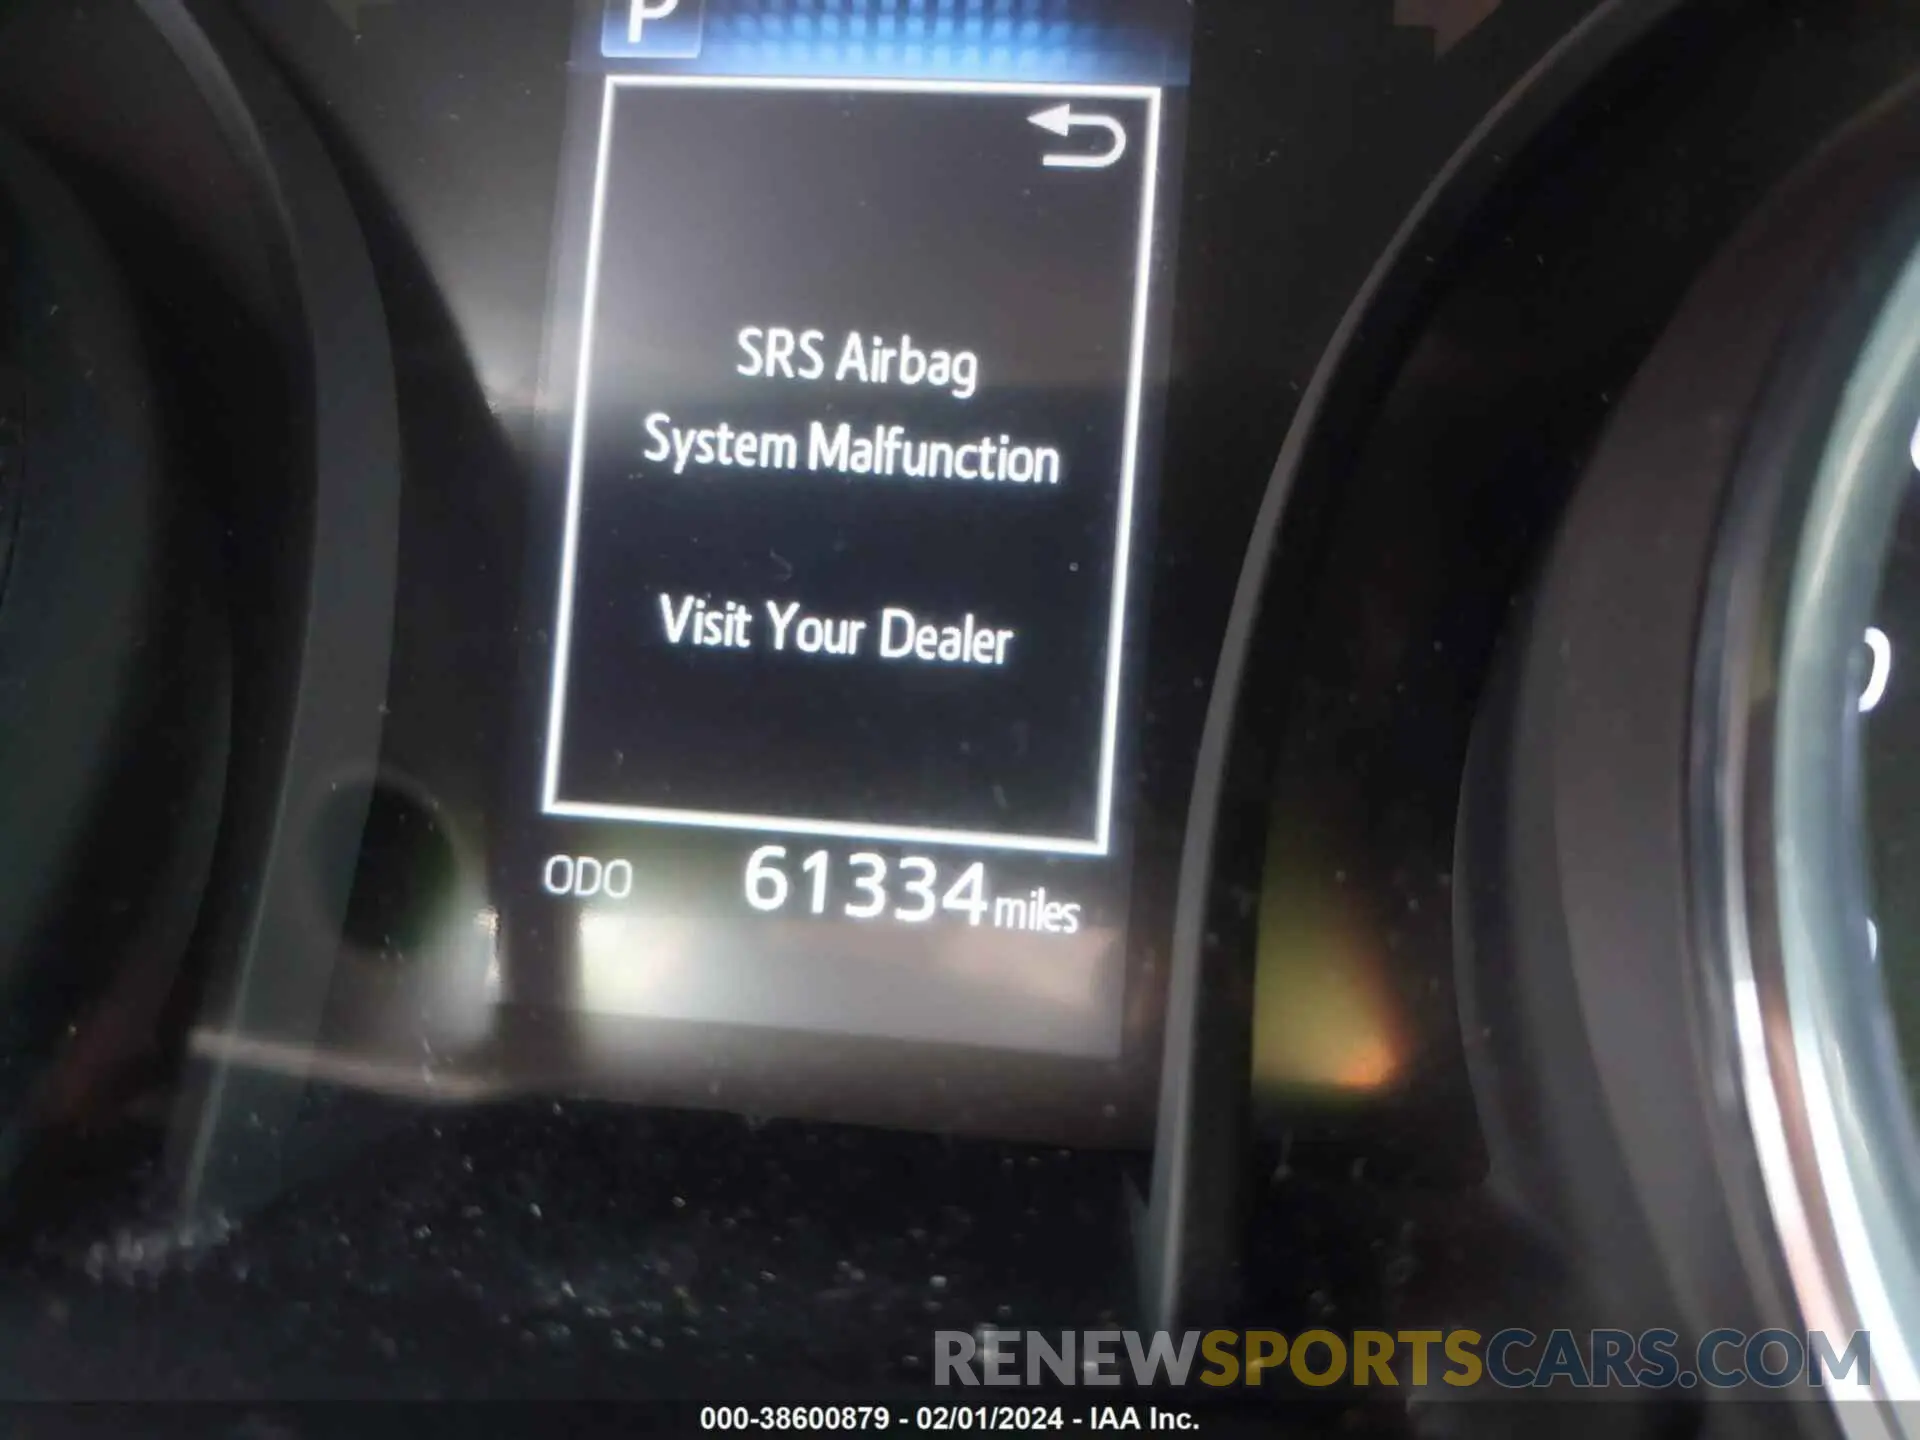 P
SRS Airbag
System Malfunction
Visit Your Dealer
ODO 61334 miles
RENEWSPORTSCARS.COM
000-38600879 - 02/01/2024 - IAA Inc.